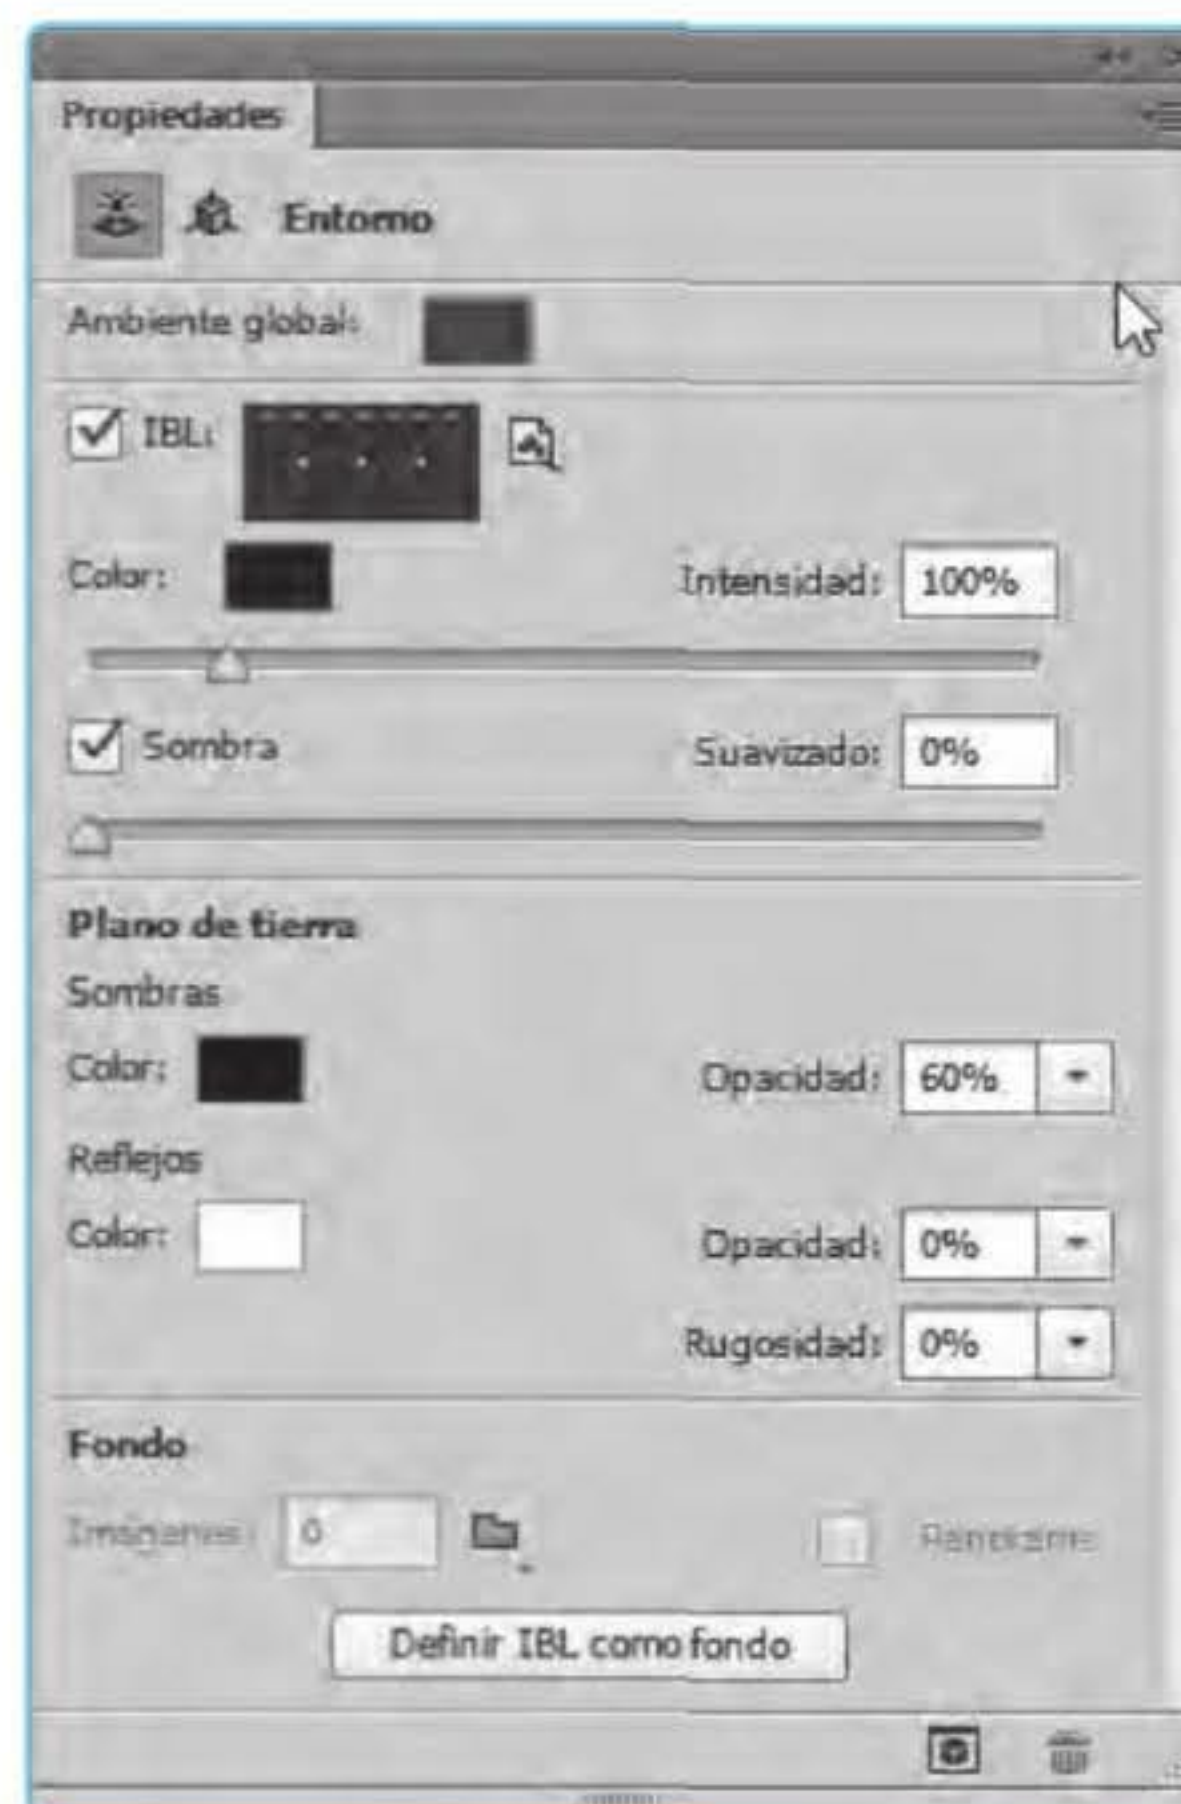 Propiedades
Entorno
Ambiente global:
IBL:
Color: Intensidad: 100%
Sombra Suavizado: 0%
Plano de tierra
Sombras
Color: Opacidad: 60%
Reflejos
Color: Opacidad: 0%
Rugosidad: 0%
Fondo
Imágenes: 0
Definir IBL como fondo